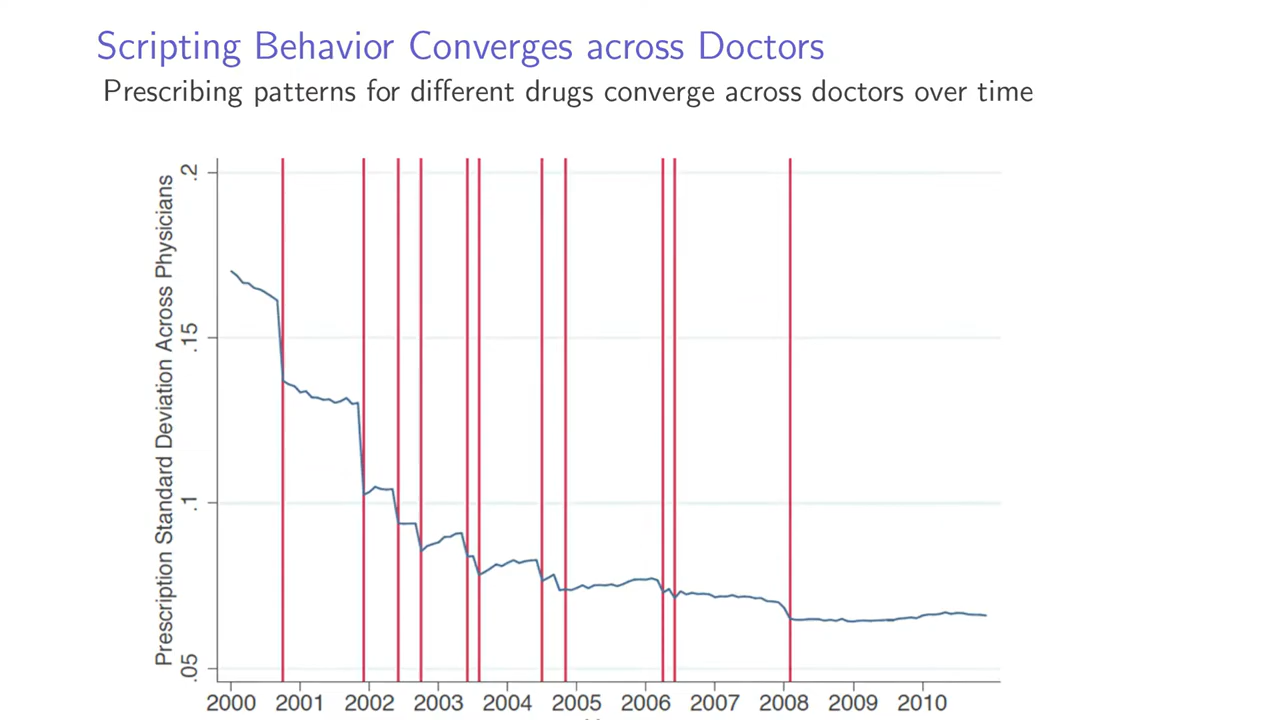 Scripting Behavior Converges across Doctors
Prescribing patterns for different drugs converge across doctors over time
Prescription Standard Deviation Across Physicians
.2
.15
.1
.05
2000 2001 2002 2003 2004 2005 2006 2007 2008 2009 2010